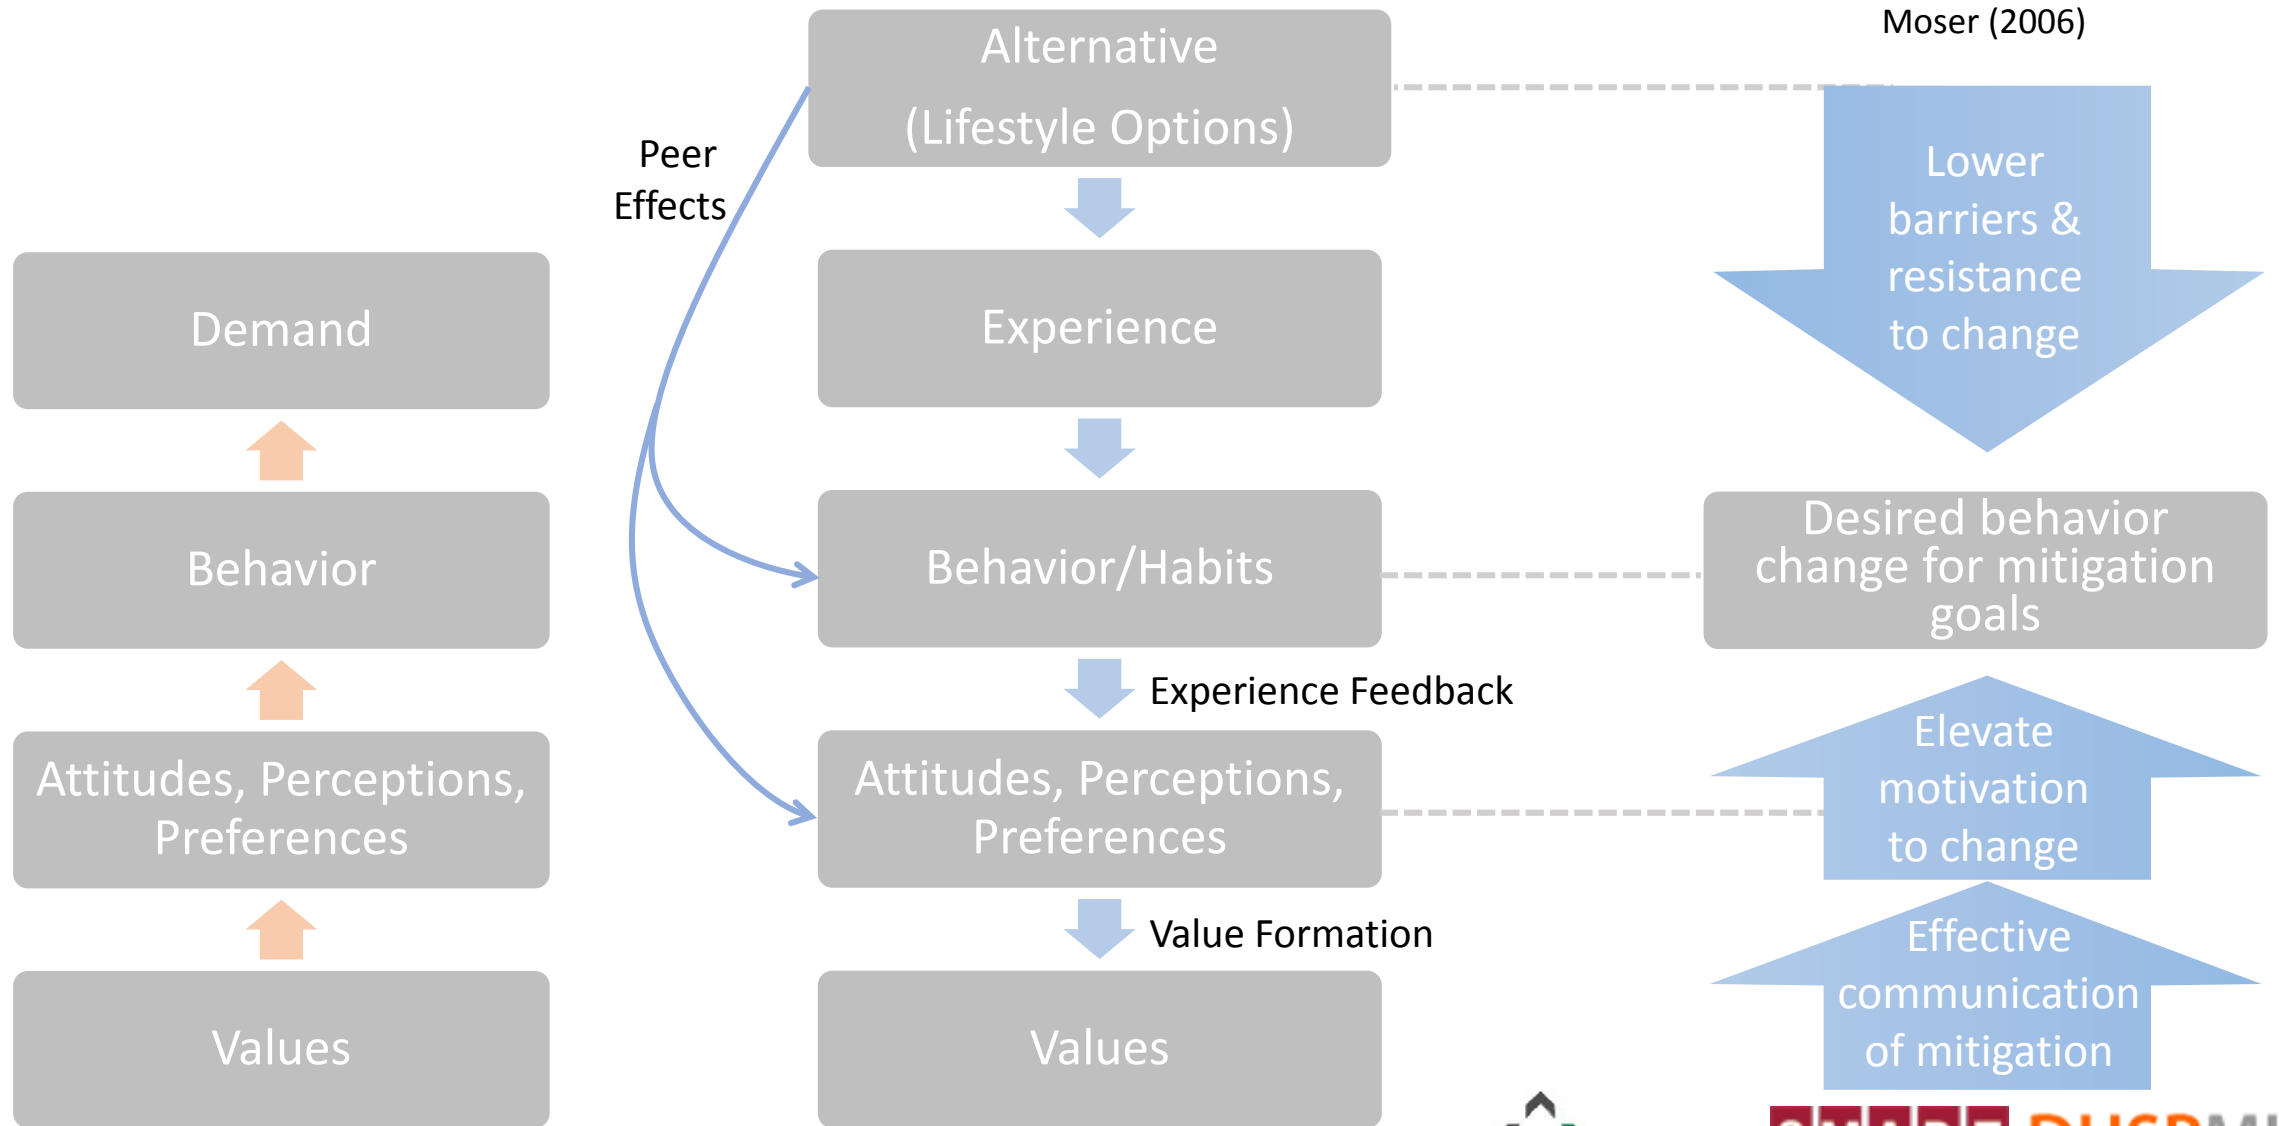 Moser (2006)
Alternative
(Lifestyle Options)
Peer
Effects
Lower
barriers &
resistance
to change
Demand
Experience
Behavior
Behavior/Habits
Desired behavior
change for mitigation
goals
Experience Feedback
Attitudes, Perceptions,
Preferences
Attitudes, Perceptions,
Preferences
Elevate
motivation
to change
Value Formation
Values
Values
Effective
communication
of mitigation